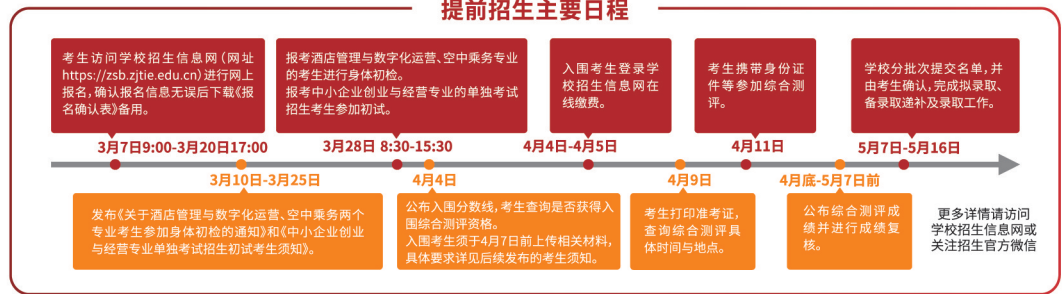 提前招生主要日程
考生访问学校招生信息网(网址
https://zsb.zjtie.edu.cn)进行网上
报名,确认报名信息无误后下载《报
名确认表》备用。
报考酒店管理与数字化运营、空中乘务专业
的考生进行身体初检。
报考中小企业创业与经营专业的单独考试
招生考生参加初试。
入围考生登录学
校招生信息网在
线缴费。
考生携带身份证
件等参加综合测
评。
学校分批次提交名单,并
由考生确认,完成拟录取、
备录取递补及录取工作。
3月7日9:00-3月20日17:00
3月28日 8:30-15:30
4月4日-4月5日
4月11日
5月7日-5月16日
3月10日-3月25日
4月4日
4月9日
4月底-5月7日前
发布《关于酒店管理与数字化运营、空中乘务两个
专业考生参加身体初检的通知》和《中小企业创业
与经营专业单独考试招生初试考生须知》。
公布入围分数线,考生查询是否获得入
围综合测评资格。
入围考生须于4月7日前上传相关材料,
具体要求详见后续发布的考生须知。
考生打印准考证,
查询综合测评具
体时间与地点。
公布综合测评成
绩并进行成绩复
核。
更多详情请访问
学校招生信息网或
关注招生官方微信